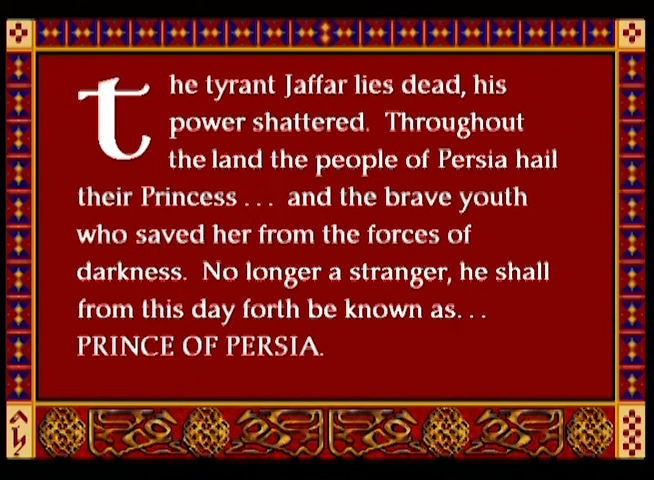 the tyrant Jaffar lies dead, his
power shattered. Throughout
the land the people of Persia hail
their Princess ... and the brave youth
who saved her from the forces of
darkness. No longer a stranger, he shall
from this day forth be known as...
PRINCE OF PERSIA.